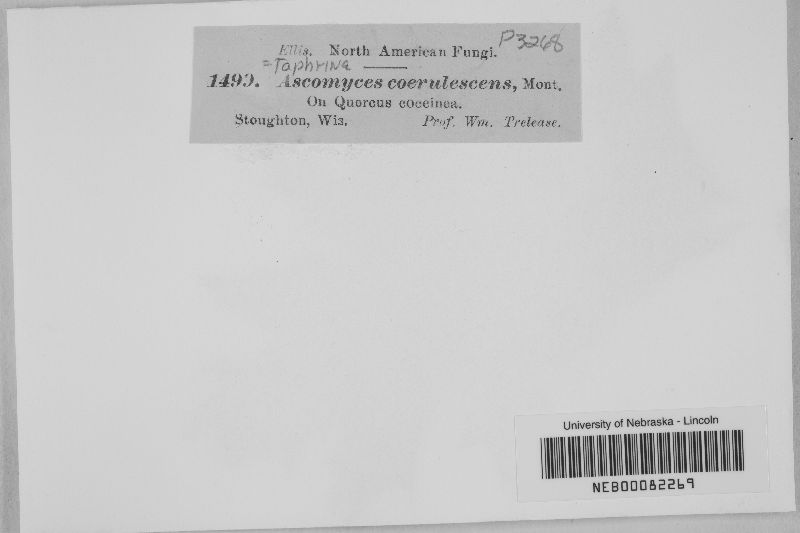 P3268
Ellis. North American Fungi.
= Taphrina
1499. Ascomyces coerulescens, Mont.
On Quercus coccinea.
Stoughton, Wis. Prof. Wm. Trelease.
University of Nebraska - Lincoln
NEB00082269